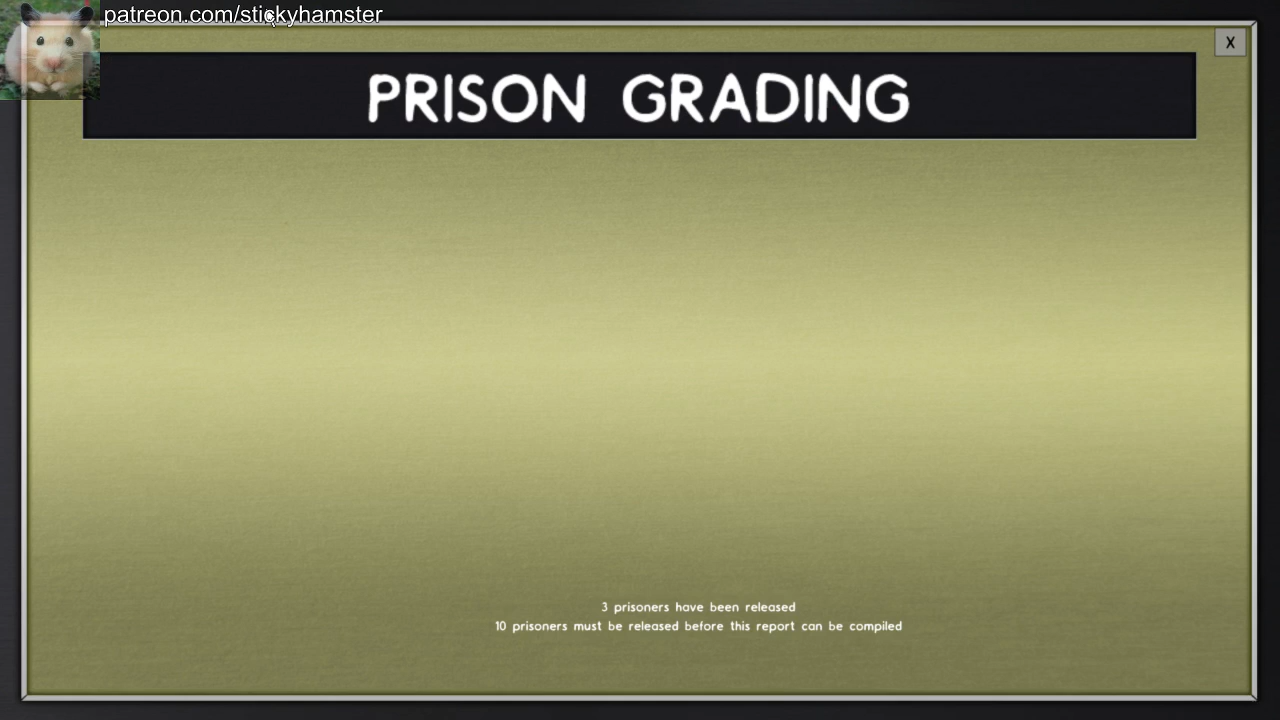 patreon.com/stickyhamster
X
PRISON GRADING
3 prisoners have been released
10 prisoners must be released before this report can be compiled